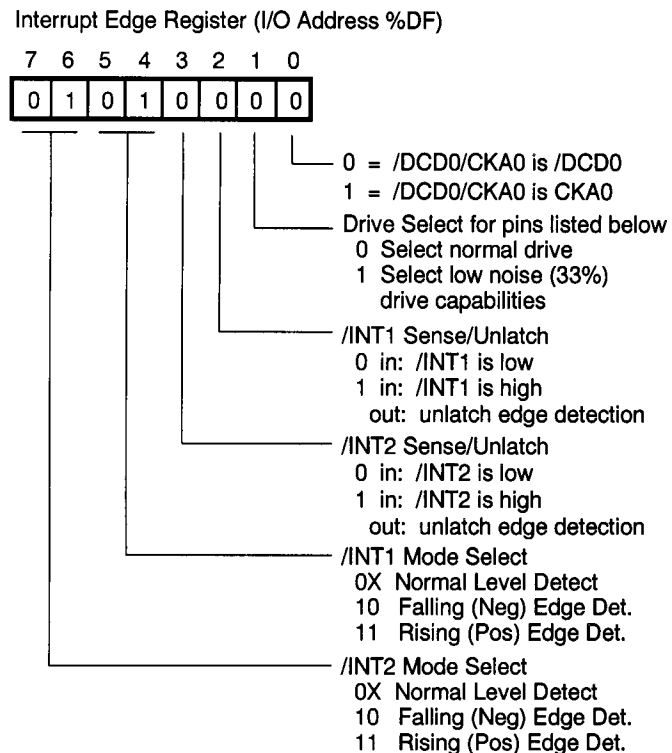 Interrupt Edge Register (I/O Address %DF)
7 6 5 4 3 2 1 0
0 1 0 1 0 0 0 0
0 = /DCD0/CKA0 is /DCD0
1 = /DCD0/CKA0 is CKA0
Drive Select for pins listed below
0 Select normal drive
1 Select low noise (33%)
drive capabilities
/INT1 Sense/Unlatch
0 in: /INT1 is low
1 in: /INT1 is high
out: unlatch edge detection
/INT2 Sense/Unlatch
0 in: /INT2 is low
1 in: /INT2 is high
out: unlatch edge detection
/INT1 Mode Select
0X Normal Level Detect
10 Falling (Neg) Edge Det.
11 Rising (Pos) Edge Det.
/INT2 Mode Select
0X Normal Level Detect
10 Falling (Neg) Edge Det.
11 Rising (Pos) Edge Det.